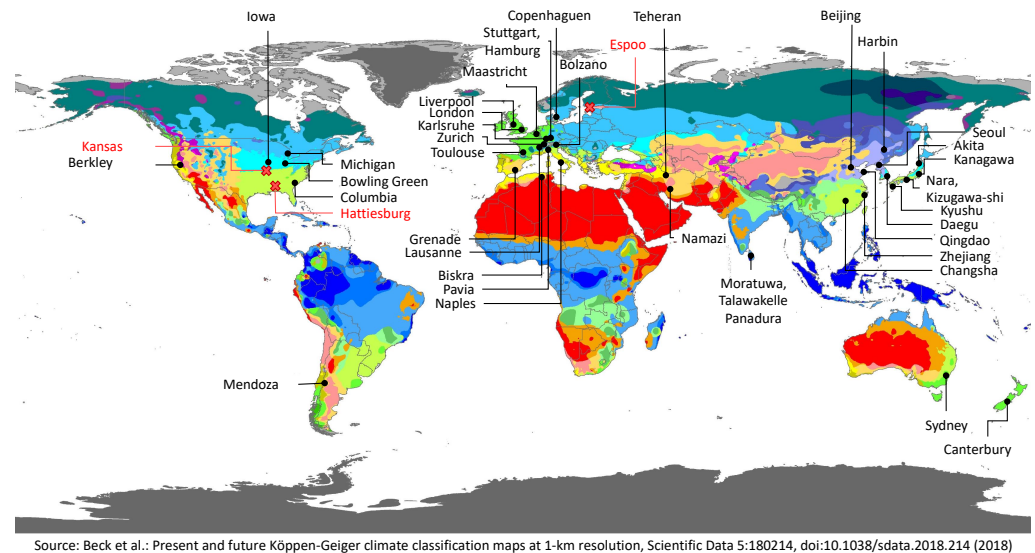 Iowa
Copenhaguen
Stuttgart,
Hamburg
Teheran
Beijing
Espoo
Harbin
Bolzano
Maastricht
Liverpool
London
Karlsruhe
Zurich
Toulouse
Kansas
Berkley
Michigan
Bowling Green
Columbia
Hattiesburg
Seoul
Akita
Kanagawa
Nara,
Kizugawa-shi
Kyushu
Daegu
Qingdao
Zhejiang
Changsha
Grenade
Lausanne
Namazi
Biskra
Pavia
Naples
Moratuwa,
Talawakelle
Panadura
Mendoza
Sydney
Canterbury
Source: Beck et al.: Present and future Köppen-Geiger climate classification maps at 1-km resolution, Scientific Data 5:180214, doi:10.1038/sdata.2018.214 (2018)